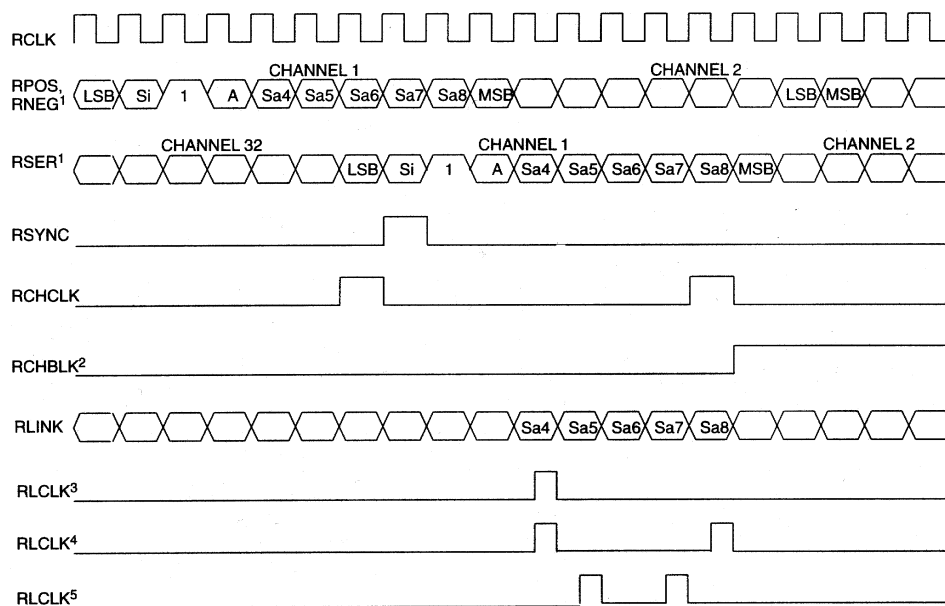 RCLK
CHANNEL 1 CHANNEL 2
RPOS, RNEG¹ LSB Si 1 A Sa4 Sa5 Sa6 Sa7 Sa8 MSB LSB MSB
CHANNEL 32 CHANNEL 1 CHANNEL 2
RSER¹ LSB Si 1 A Sa4 Sa5 Sa6 Sa7 Sa8 MSB
RSYNC
RCHCLK
RCHBLK²
RLINK Sa4 Sa5 Sa6 Sa7 Sa8
RLCLK³
RLCLK⁴
RLCLK⁵